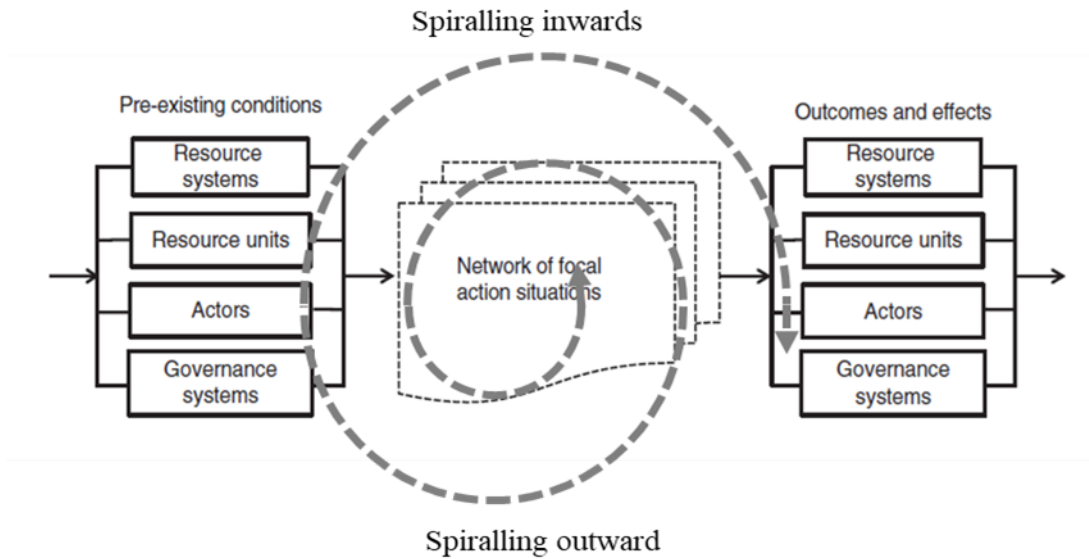 Spiralling inwards
Pre-existing conditions
Resource
systems
Resource units
Actors
Governance
systems
Network of focal
action situations
Outcomes and effects
Resource
systems
Resource units
Actors
Governance
systems
Spiralling outward